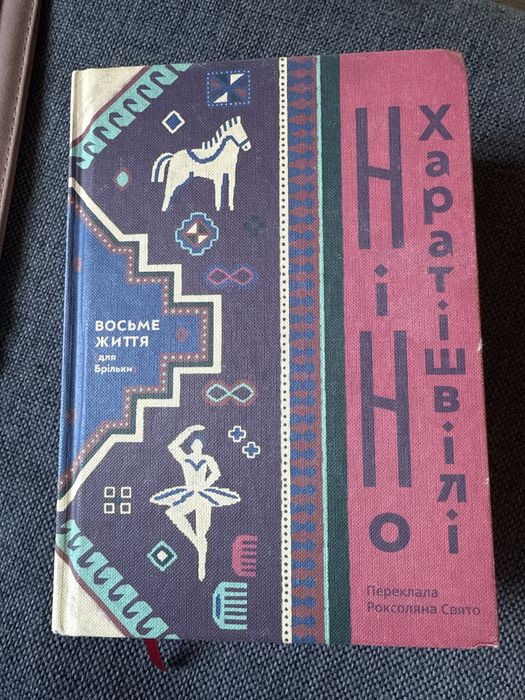 ВОСЬМЕ
ЖИТТЯ
для
Брільки
Ніно
Харатішвілі
Переклала
Роксоляна Свято